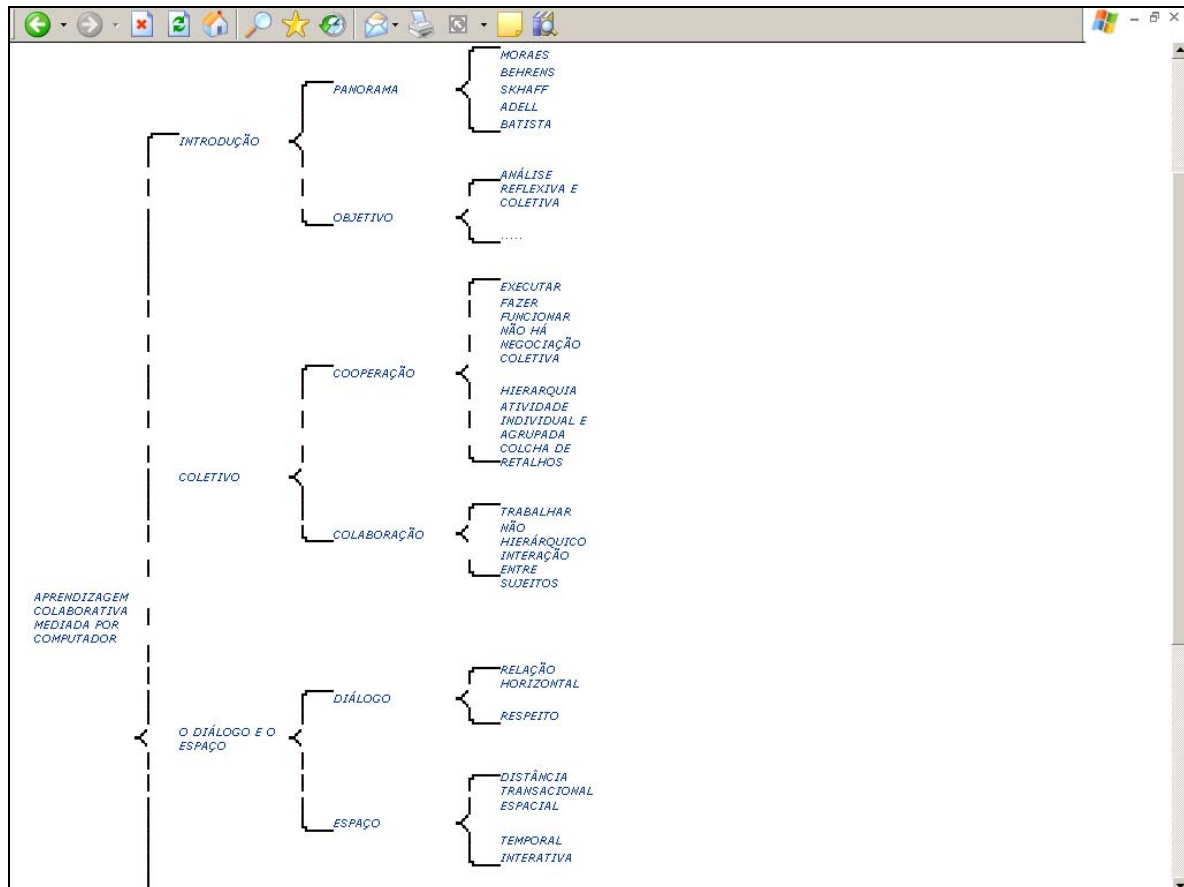 MORAES
BEHRENS
SKHAFF
ADELL
BATISTA
PANORAMA
INTRODUÇÃO
ANÁLISE
REFLEXIVA E
COLETIVA
OBJETIVO
.....
EXECUTAR
FAZER
FUNCIONAR
NÃO HÁ
NEGOCIAÇÃO
COLETIVA
COOPERAÇÃO
HIERARQUIA
ATIVIDADE
INDIVIDUAL E
AGRUPADA
COLCHA DE
RETALHOS
COLETIVO
TRABALHAR
NÃO
HIERÁRQUICO
INTERAÇÃO
ENTRE
SUJEITOS
COLABORAÇÃO
APRENDIZAGEM
COLABORATIVA
MEDIADA POR
COMPUTADOR
RELAÇÃO
HORIZONTAL
DIÁLOGO
RESPEITO
O DIÁLOGO E O
ESPAÇO
DISTÂNCIA
TRANSACIONAL
ESPACIAL
ESPAÇO
TEMPORAL
INTERATIVA